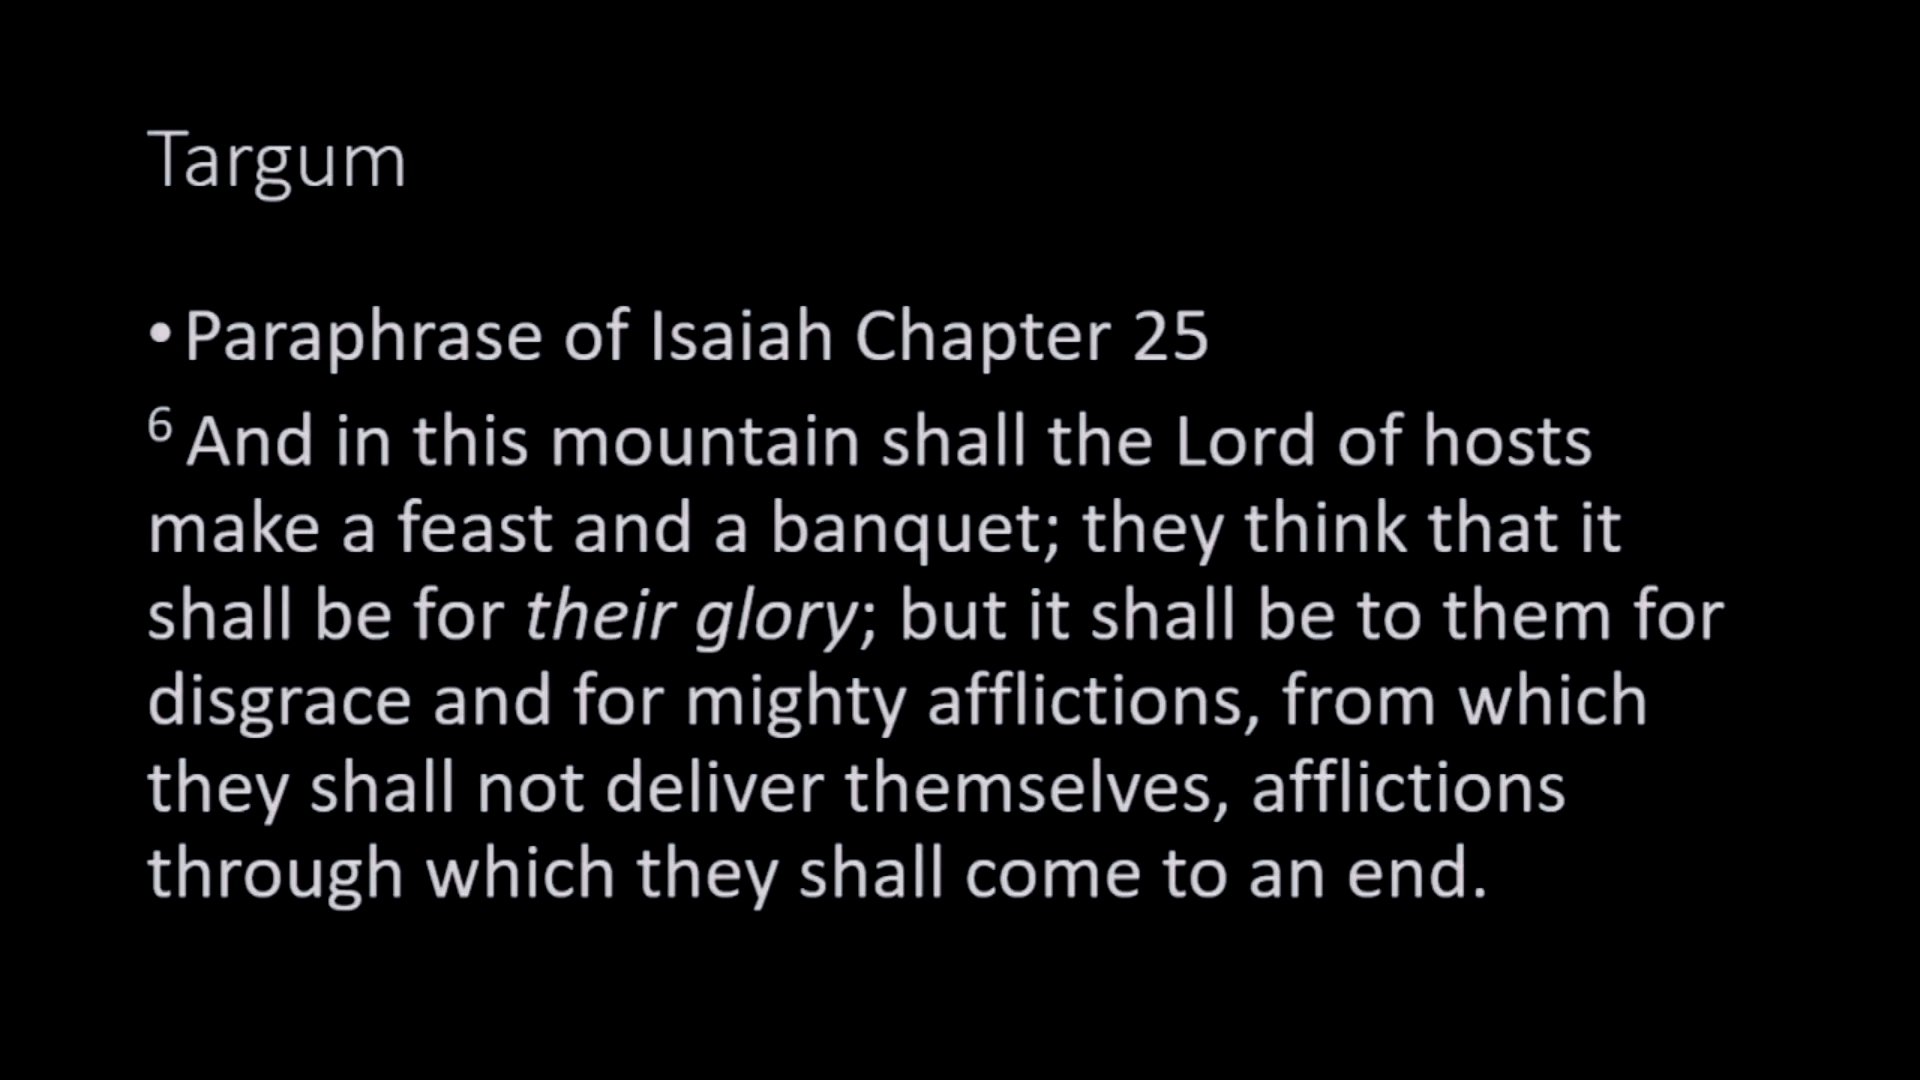 Targum
• Paraphrase of Isaiah Chapter 25
6 And in this mountain shall the Lord of hosts
make a feast and a banquet; they think that it
shall be for their glory; but it shall be to them for
disgrace and for mighty afflictions, from which
they shall not deliver themselves, afflictions
through which they shall come to an end.